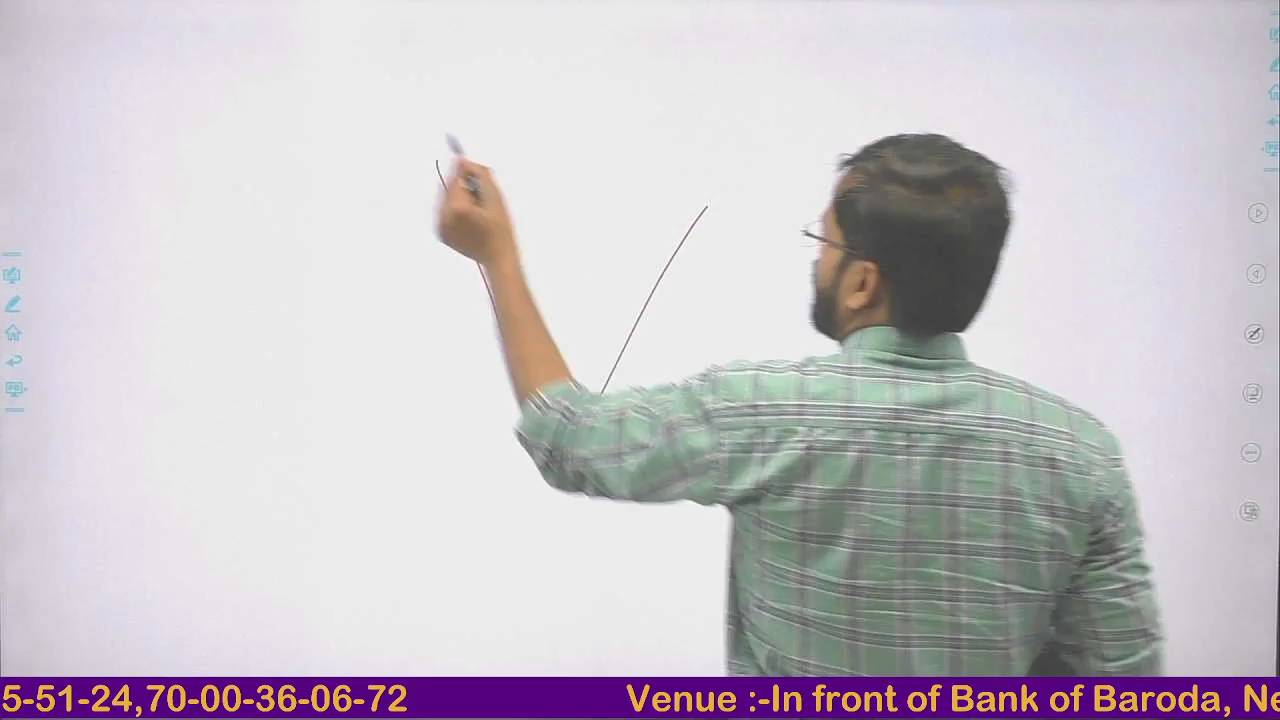 5-51-24,70-00-36-06-72 Venue :-In front of Bank of Baroda, Ne